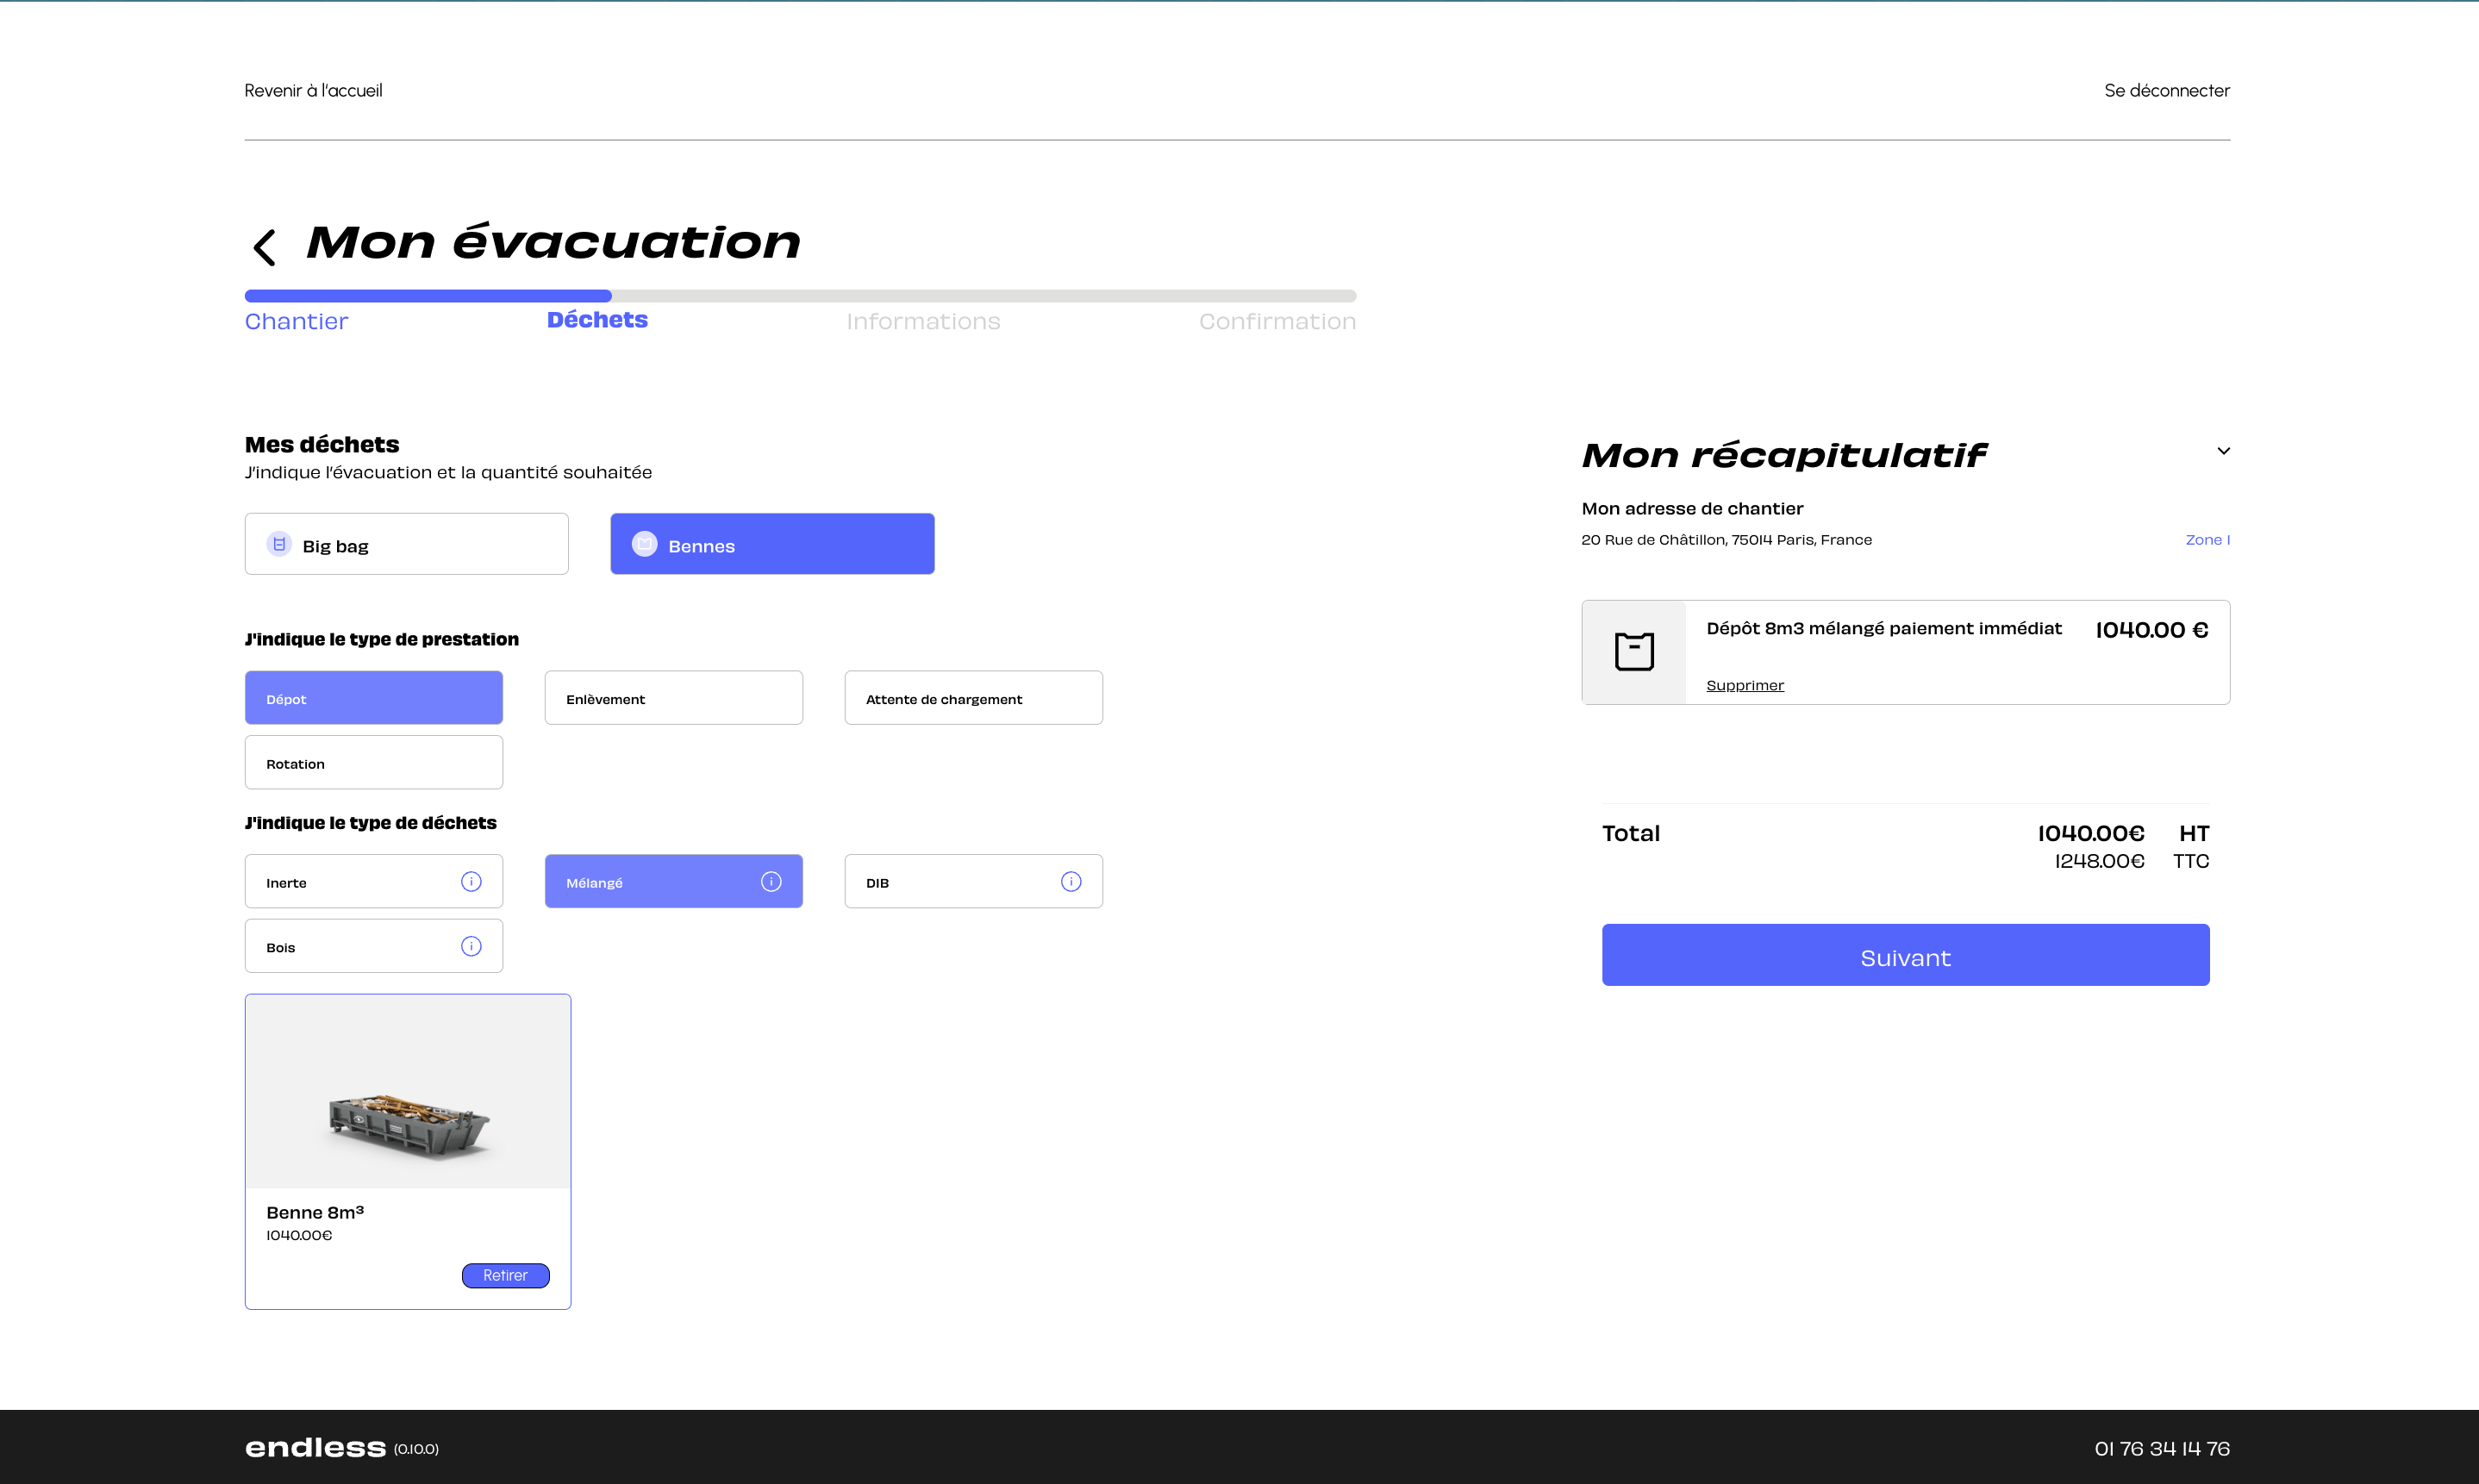 Revenir à l'accueil
Se déconnecter
Mon évacuation
Chantier
Déchets
Informations
Confirmation
Mes déchets
J'indique l'évacuation et la quantité souhaitée
Big bag
Bennes
J'indique le type de prestation
Dépot
Enlèvement
Attente de chargement
Rotation
J'indique le type de déchets
Inerte
Mélangé
DIB
Bois
Benne 8m³
1040.00€
Retirer
Mon récapitulatif
Mon adresse de chantier
20 Rue de Châtillon, 75014 Paris, France
Zone 1
Dépôt 8m3 mélangé paiement immédiat
1040.00 €
Supprimer
Total
1040.00€ HT
1248.00€ TTC
Suivant
endless (0.10.0)
01 76 34 14 76